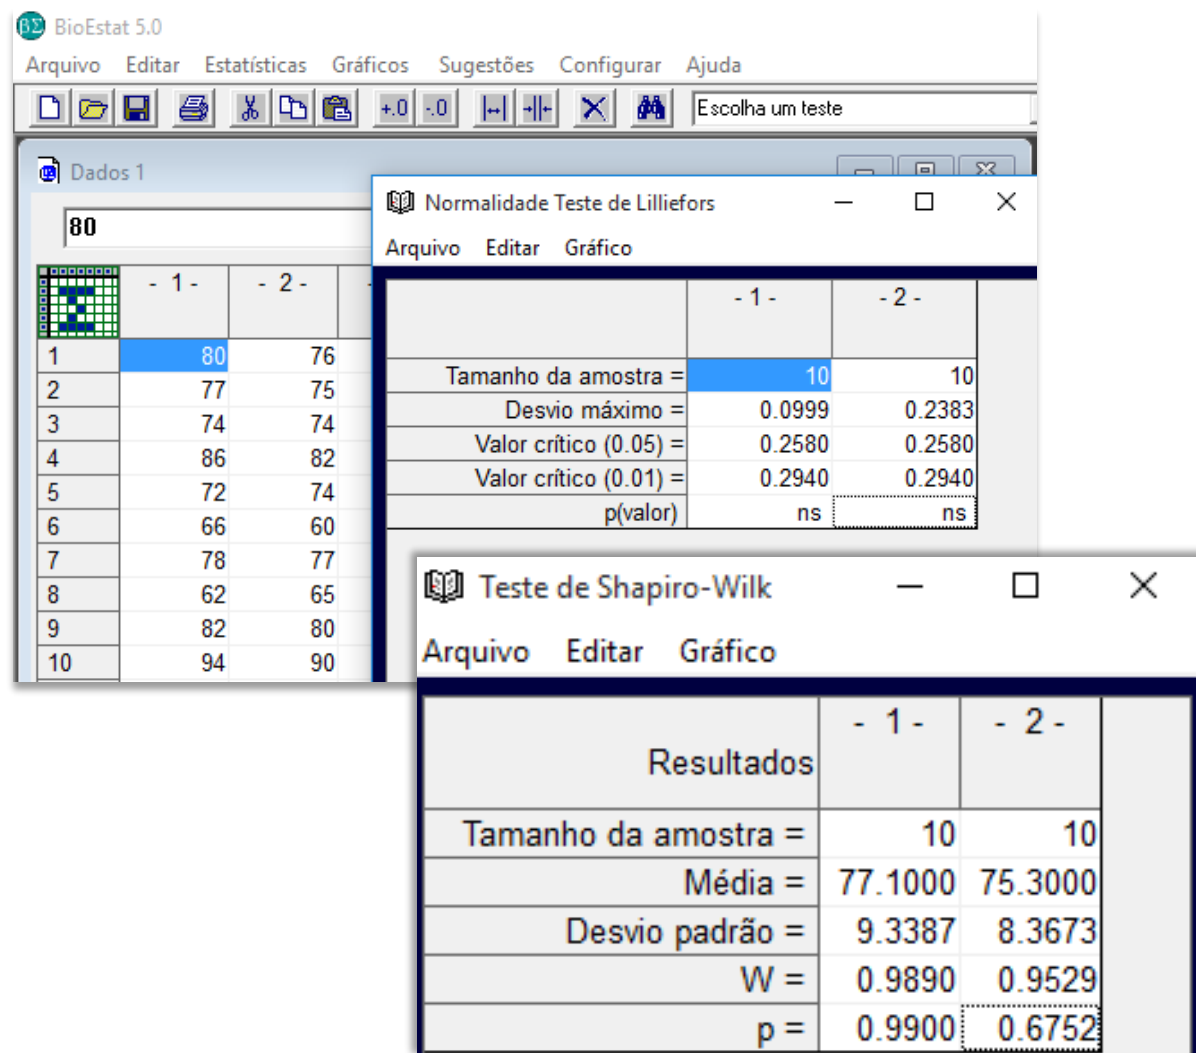 BΣ BioEstat 5.0
Arquivo Editar Estatísticas Gráficos Sugestões Configurar Ajuda
+.0 -.0 Escolha um teste
Dados 1
80
- 1 - - 2 -
1 80 76
2 77 75
3 74 74
4 86 82
5 72 74
6 66 60
7 78 77
8 62 65
9 82 80
10 94 90
Normalidade Teste de Lilliefors
Arquivo Editar Gráfico
- 1 - - 2 -
Tamanho da amostra = 10 10
Desvio máximo = 0.0999 0.2383
Valor crítico (0.05) = 0.2580 0.2580
Valor crítico (0.01) = 0.2940 0.2940
p(valor) ns ns
Teste de Shapiro-Wilk
Arquivo Editar Gráfico
Resultados - 1 - - 2 -
Tamanho da amostra = 10 10
Média = 77.1000 75.3000
Desvio padrão = 9.3387 8.3673
W = 0.9890 0.9529
p = 0.9900 0.6752